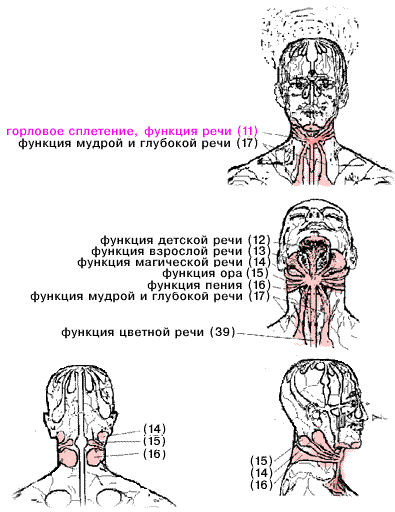 горловое сплетение, функция речи (11)
функция мудрой и глубокой речи (17)
функция детской речи (12)
функция взрослой речи (13)
функция магической речи (14)
функция ора (15)
функция пения (16)
функция мудрой и глубокой речи (17)
функция цветной речи (39)
(14)
(15)
(16)
(15)
(14)
(16)